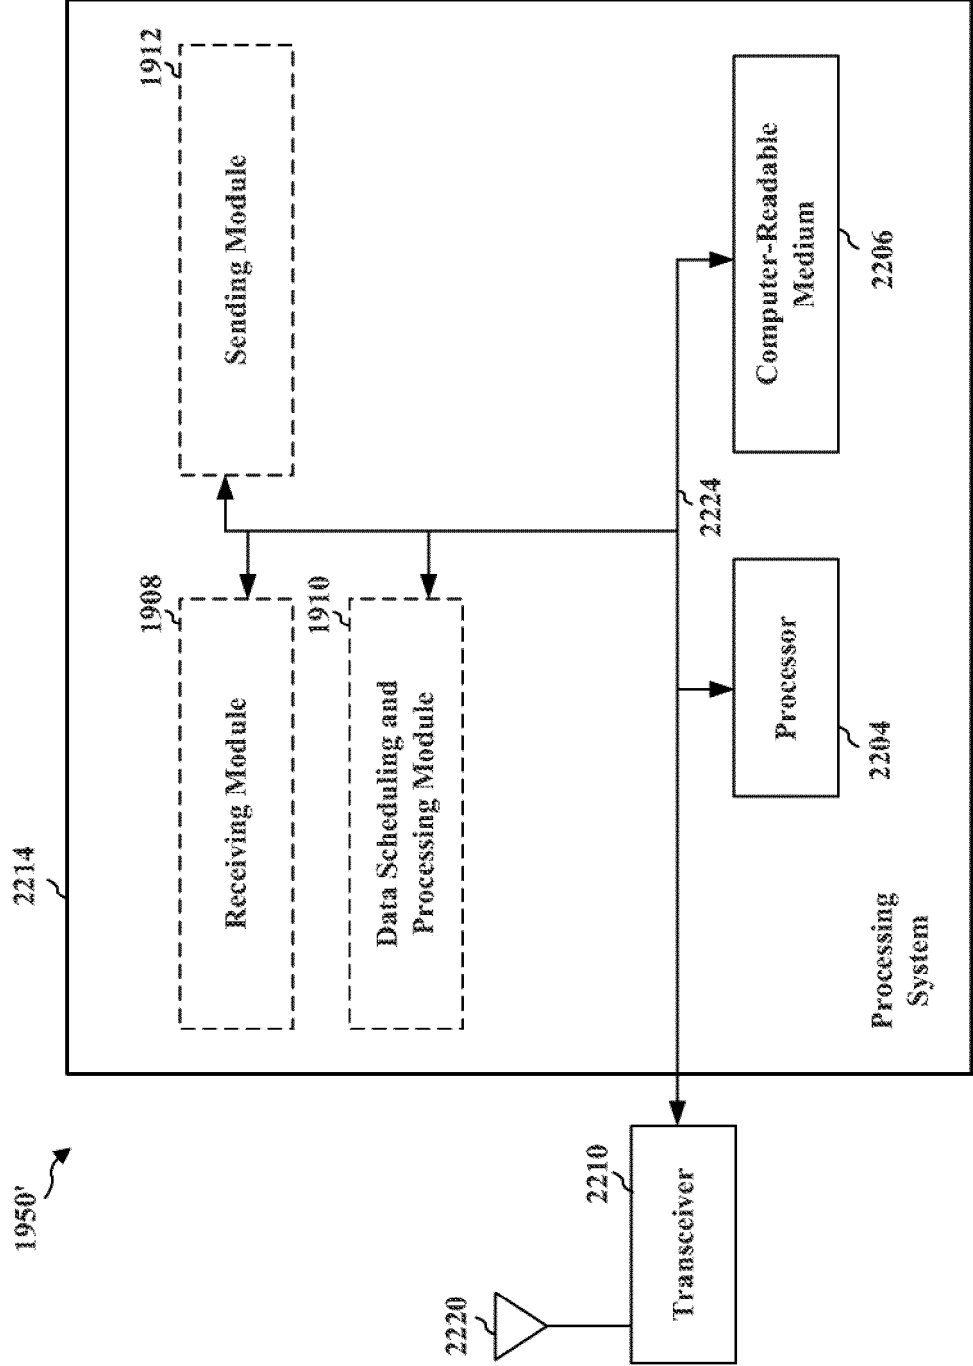 1950'
2214
1908
Receiving Module
1912
Sending Module
1910
Data Scheduling and
Processing Module
2220
2210
Transceiver
2224
Processor
2204
Computer-Readable
Medium
2206
Processing
System